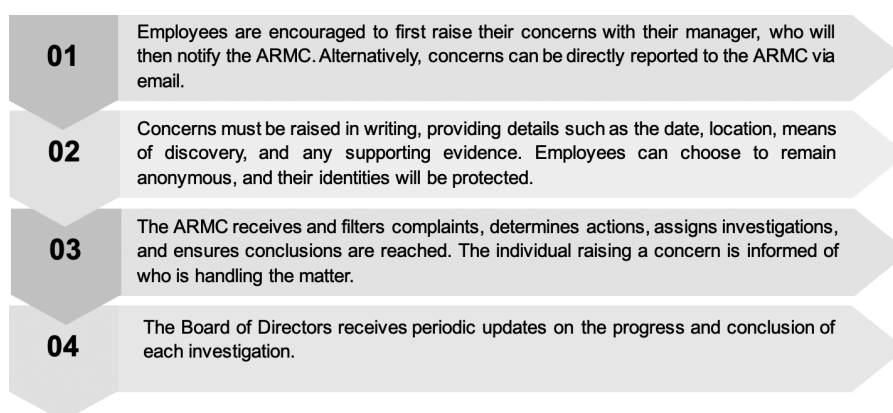 01
Employees are encouraged to first raise their concerns with their manager, who will
then notify the ARMC. Alternatively, concerns can be directly reported to the ARMC via
email.
02
Concerns must be raised in writing, providing details such as the date, location, means
of discovery, and any supporting evidence. Employees can choose to remain
anonymous, and their identities will be protected.
03
The ARMC receives and filters complaints, determines actions, assigns investigations,
and ensures conclusions are reached. The individual raising a concern is informed of
who is handling the matter.
04
The Board of Directors receives periodic updates on the progress and conclusion of
each investigation.